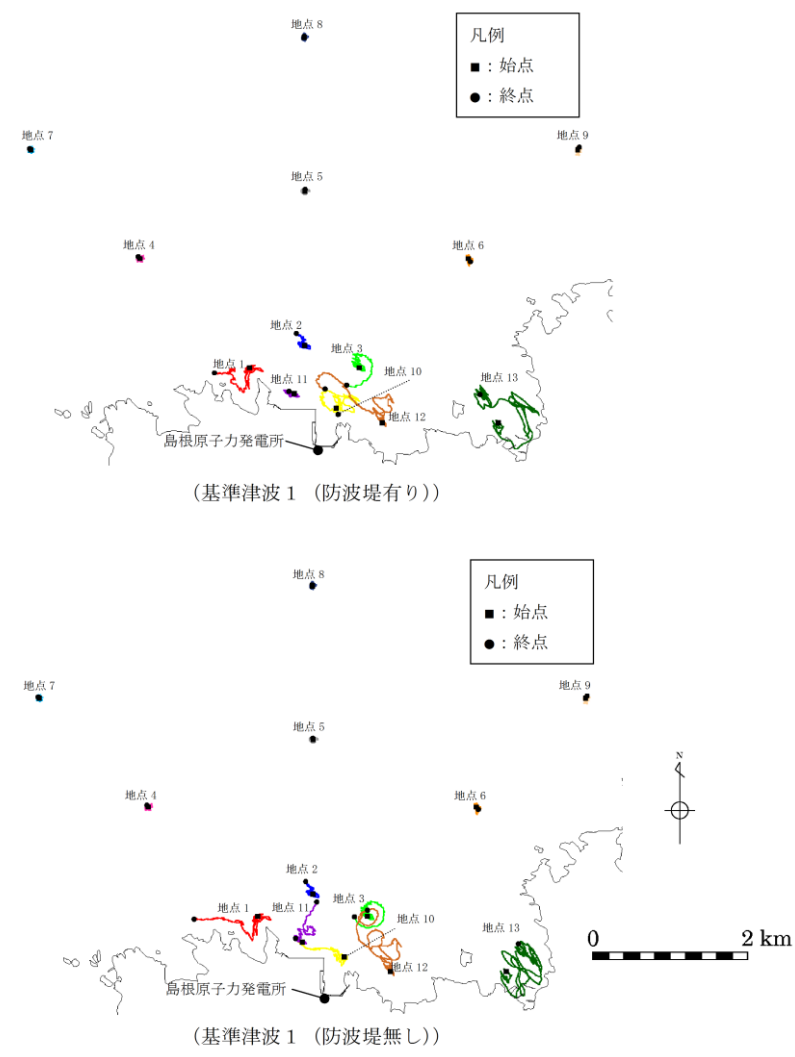 地点 8
凡例
■：始点
●：終点
地点 7
地点 9
地点 5
地点 4
地点 6
地点 2
地点 3
地点 1
地点 10
地点 11
地点 13
地点 12
島根原子力発電所
（基準津波１（防波堤有り））
地点 8
凡例
■：始点
●：終点
地点 7
地点 9
地点 5
N
地点 4
地点 6
地点 2
地点 3
地点 1
地点 11
地点 10
地点 13
0 2 km
地点 12
島根原子力発電所
（基準津波１（防波堤無し））